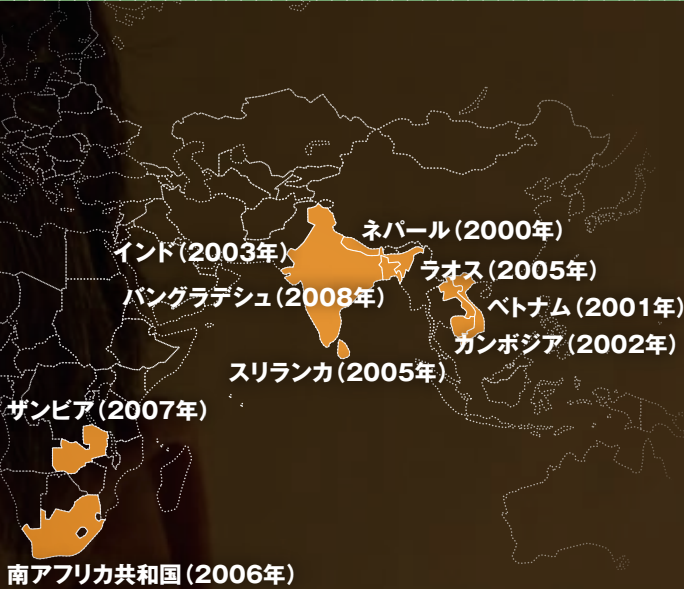 ネパール(2000年)
インド(2003年)
ラオス(2005年)
バングラデシュ(2008年)
ベトナム(2001年)
カンボジア(2002年)
スリランカ(2005年)
ザンビア(2007年)
南アフリカ共和国(2006年)